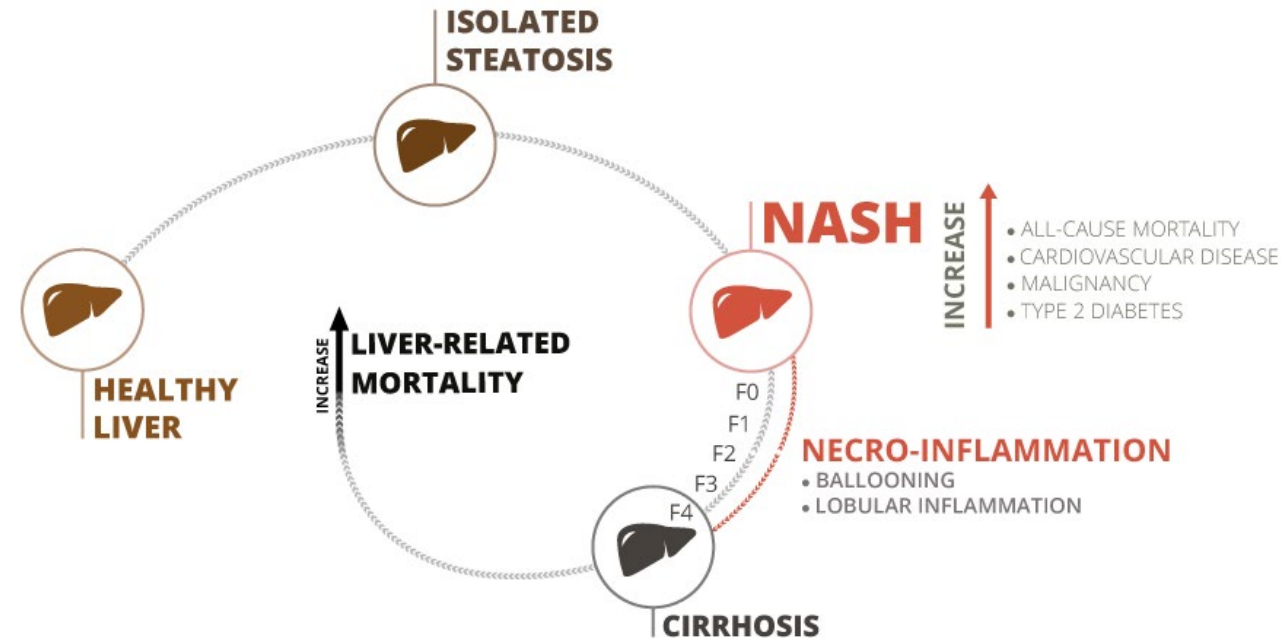 ISOLATED
STEATOSIS
NASH
INCREASE
• ALL-CAUSE MORTALITY
• CARDIOVASCULAR DISEASE
• MALIGNANCY
• TYPE 2 DIABETES
HEALTHY
LIVER
INCREASE
LIVER-RELATED
MORTALITY
F0
F1
F2
F3
F4
NECRO-INFLAMMATION
• BALLOONING
• LOBULAR INFLAMMATION
CIRRHOSIS